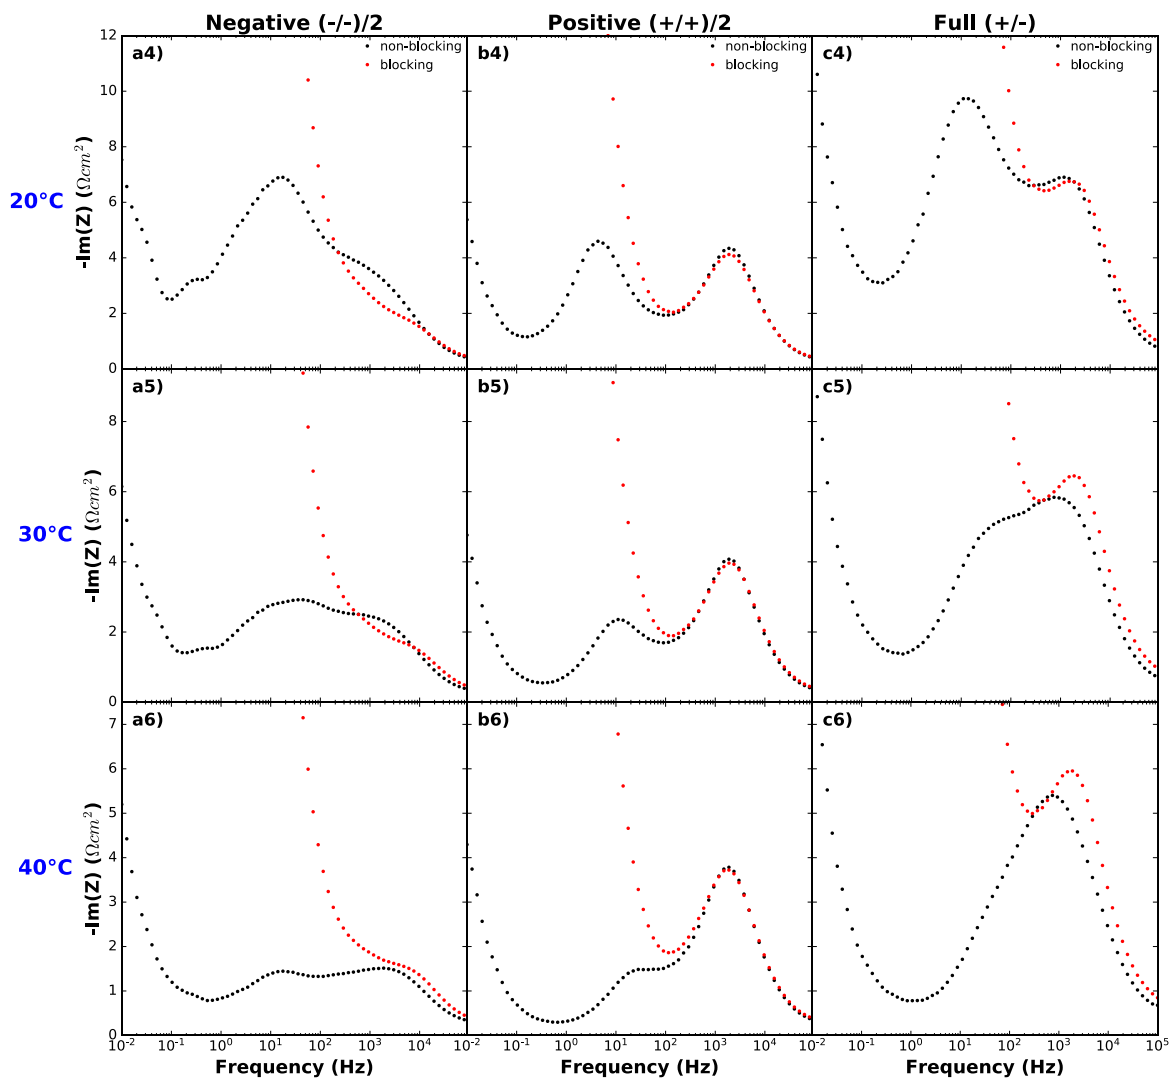 Negative (-/-)/2 Positive (+/+)/2 Full (+/-)
a4) non-blocking b4) non-blocking c4) non-blocking
blocking blocking blocking
12
10
8
6
4
2
0
20°C
-Im(Z) (Ωcm²)
a5) b5) c5)
8
6
4
2
0
30°C
-Im(Z) (Ωcm²)
a6) b6) c6)
7
6
5
4
3
2
1
0
40°C
-Im(Z) (Ωcm²)
10⁻² 10⁻¹ 10⁰ 10¹ 10² 10³ 10⁴ 10⁻² 10⁻¹ 10⁰ 10¹ 10² 10³ 10⁴ 10⁻² 10⁻¹ 10⁰ 10¹ 10² 10³ 10⁴ 10⁵
Frequency (Hz) Frequency (Hz) Frequency (Hz)